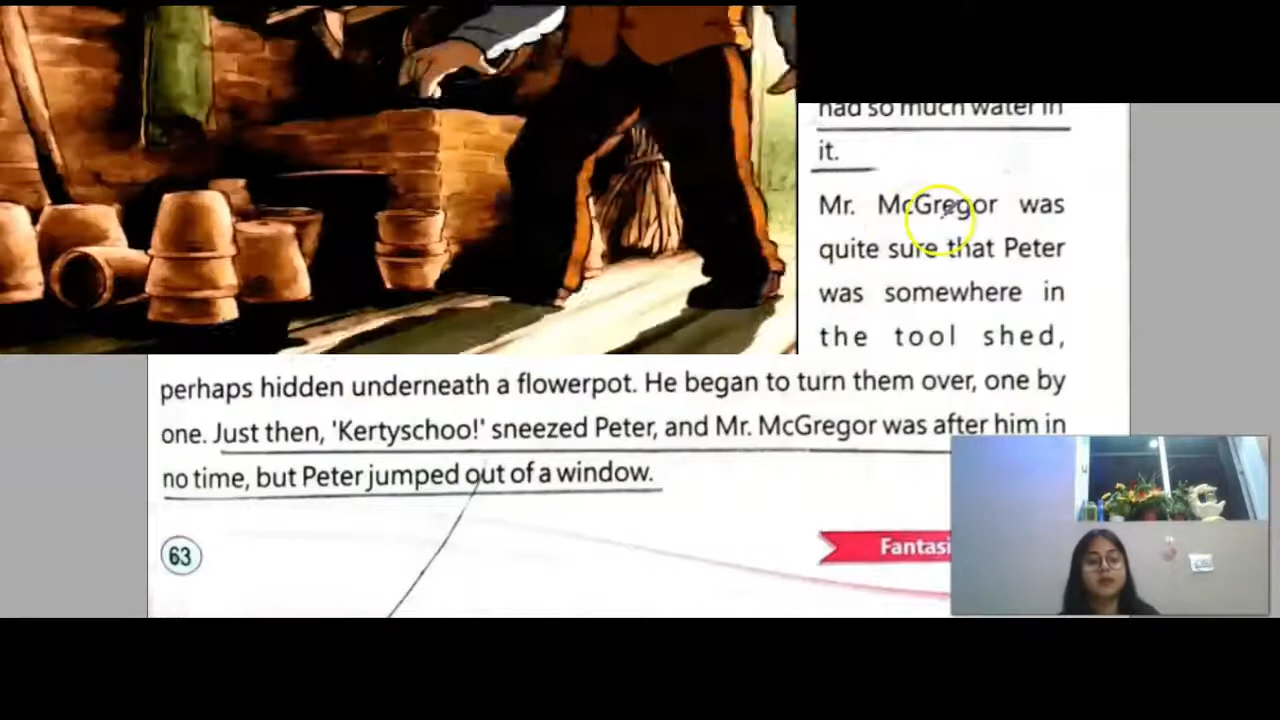 had so much water in
it.
Mr. McGregor was
quite sure that Peter
was somewhere in
the tool shed,
perhaps hidden underneath a flowerpot. He began to turn them over, one by
one. Just then, 'Kertyschoo!' sneezed Peter, and Mr. McGregor was after him in
no time, but Peter jumped out of a window.
63
Fantasi